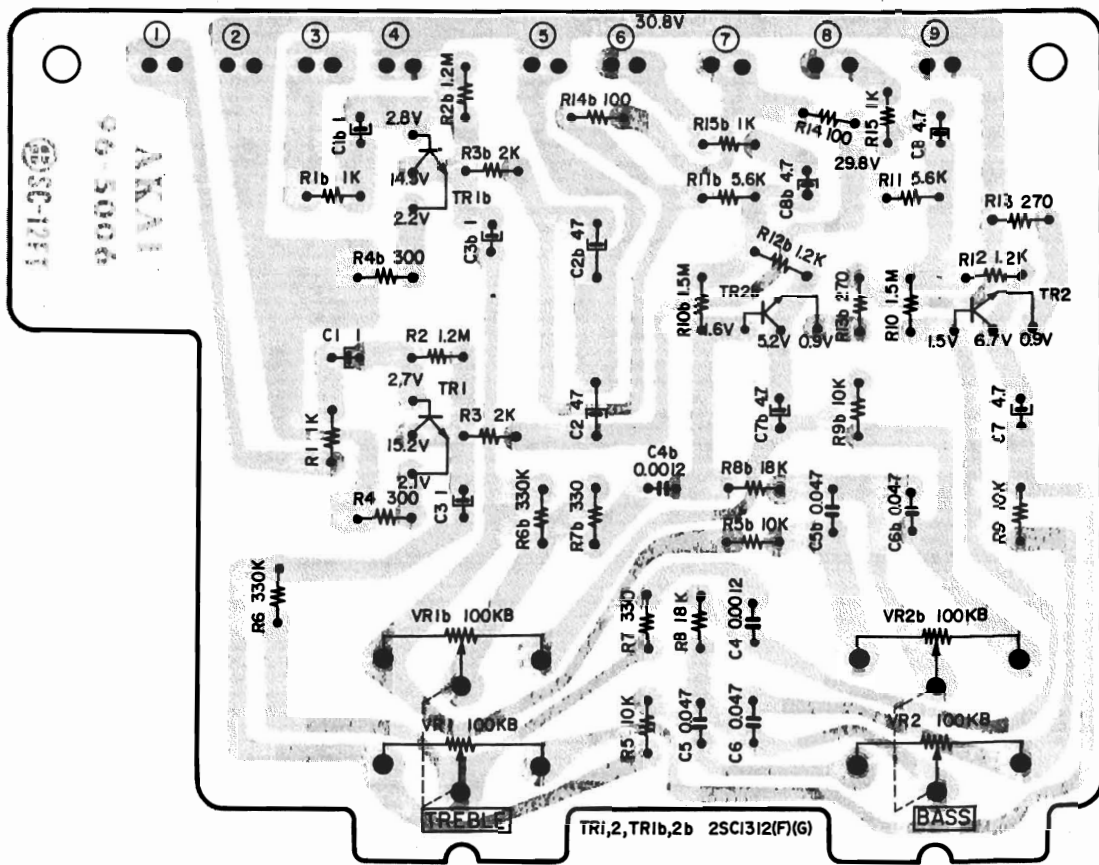 30.8V
1 2 3 4 5 6 7 8 9
R2b 1.2M
R14b 100
R14 100
R15 1K
C8 4.7
C1b 1
2.8V
R15b 1K
29.8V
R3b 2K
14.3V
TR1b
R1b 1K
2.2V
R11b 5.6K
C8b 4.7
R11 5.6K
R13 270
C3b 1
C2b 47
R12b 1.2K
R12 1.2K
R4b 300
R10b 1.5M
TR2b
R13b 270
R10 1.5M
TR2
1.6V
5.2V 0.9V
1.5V 6.7V 0.9V
C1 1
R2 1.2M
2.7V
TR1
R1 1K
15.2V
2.1V
R3 2K
C2 47
C7b 4.7
R9b 10K
C7 4.7
C4b
0.0012
R4 300
C3 1
R6b 330K
R7b 330
R8b 18K
R5b 10K
C5b 0.047
C6b 0.047
R9 10K
R6 330K
VR1b 100KB
R7 330
R8 18K
C4 0.0012
VR2b 100KB
VR1 100KB
R5 10K
C5 0.047
C6 0.047
VR2 100KB
TREBLE
BASS
TR1,2,TR1b,2b 2SC1312(F)(G)
AKAI
96-5006